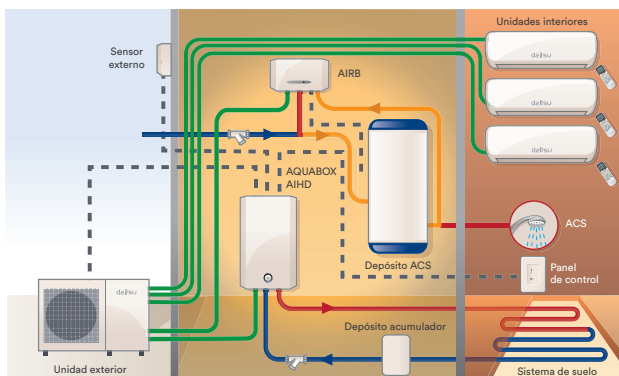 Unidades interiores
Sensor
externo
AIRB
daitsu
daitsu
daitsu
AQUABOX
AIHD
ACS
Depósito ACS
Panel
de control
daitsu
Depósito acumulador
Unidad exterior
Sistema de suelo